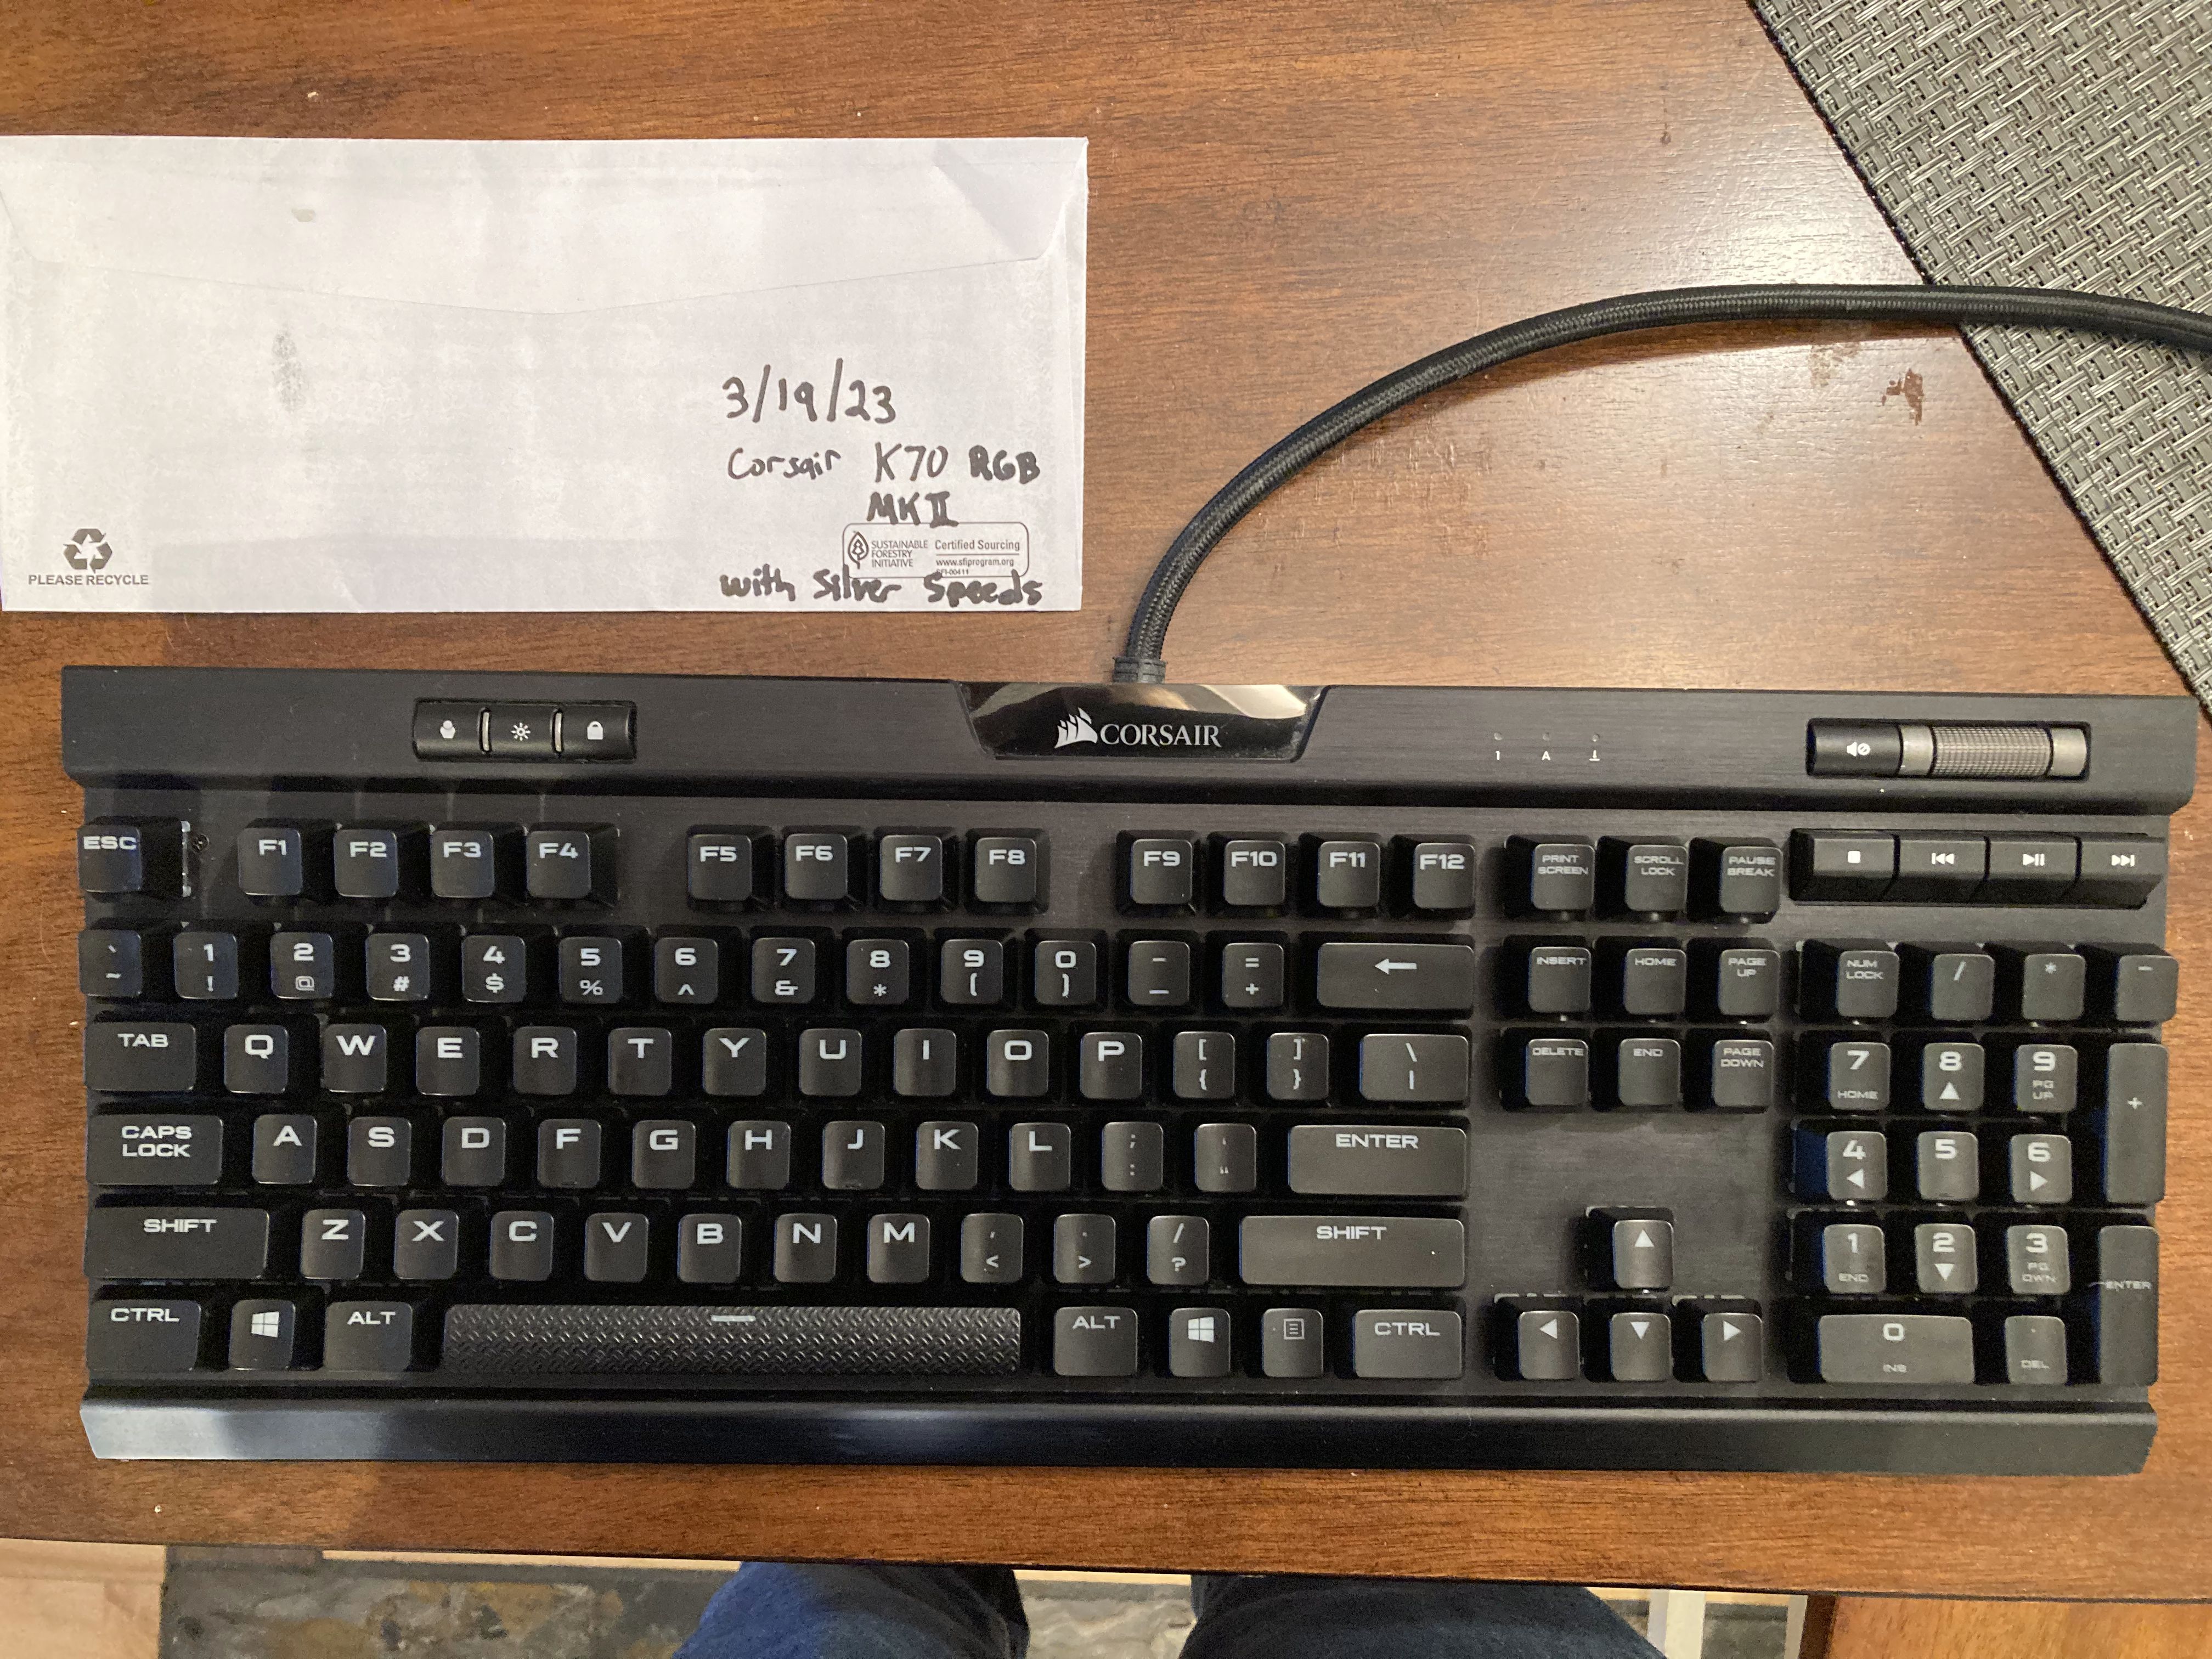 3/19/23
Corsair K70 RGB
MK II
SUSTAINABLE
FORESTRY
INITIATIVE
Certified Sourcing
www.sfiprogram.org
SFI-00411
PLEASE RECYCLE
with Silver Speeds
CORSAIR
1 A
ESC F1 F2 F3 F4 F5 F6 F7 F8 F9 F10 F11 F12 PRINT SCREEN SCROLL LOCK PAUSE BREAK
` ~ 1 ! 2 @ 3 # 4 $ 5 % 6 ^ 7 & 8 * 9 ( 0 ) - _ = + ← INSERT HOME PAGE UP NUM LOCK / * -
TAB Q W E R T Y U I O P [ { ] } \ | DELETE END PAGE DOWN 7 HOME 8 ▲ 9 PG UP +
CAPS LOCK A S D F G H J K L ; : ' " ENTER 4 ◀ 5 6 ▶
SHIFT Z X C V B N M , < . > / ? SHIFT ▲ 1 END 2 ▼ 3 PG DWN ENTER
CTRL ALT ALT CTRL ◀ ▼ ▶ 0 INS . DEL